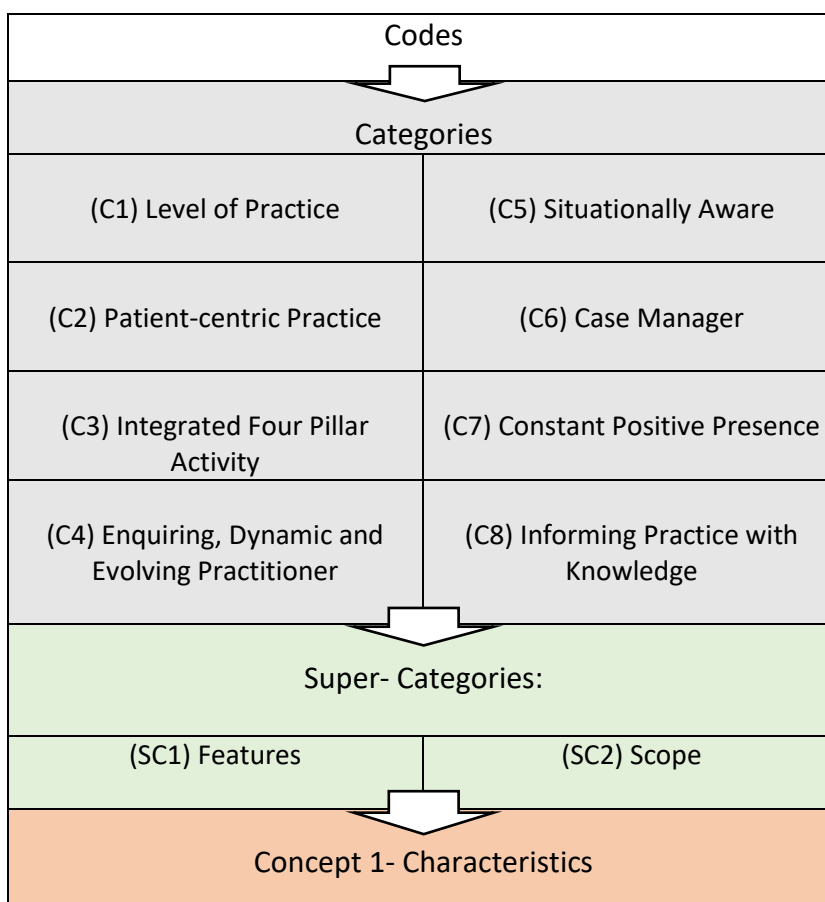 Codes
Categories
(C1) Level of Practice
(C5) Situationally Aware
(C2) Patient-centric Practice
(C6) Case Manager
(C3) Integrated Four Pillar
Activity
(C7) Constant Positive Presence
(C4) Enquiring, Dynamic and
Evolving Practitioner
(C8) Informing Practice with
Knowledge
Super- Categories:
(SC1) Features
(SC2) Scope
Concept 1- Characteristics